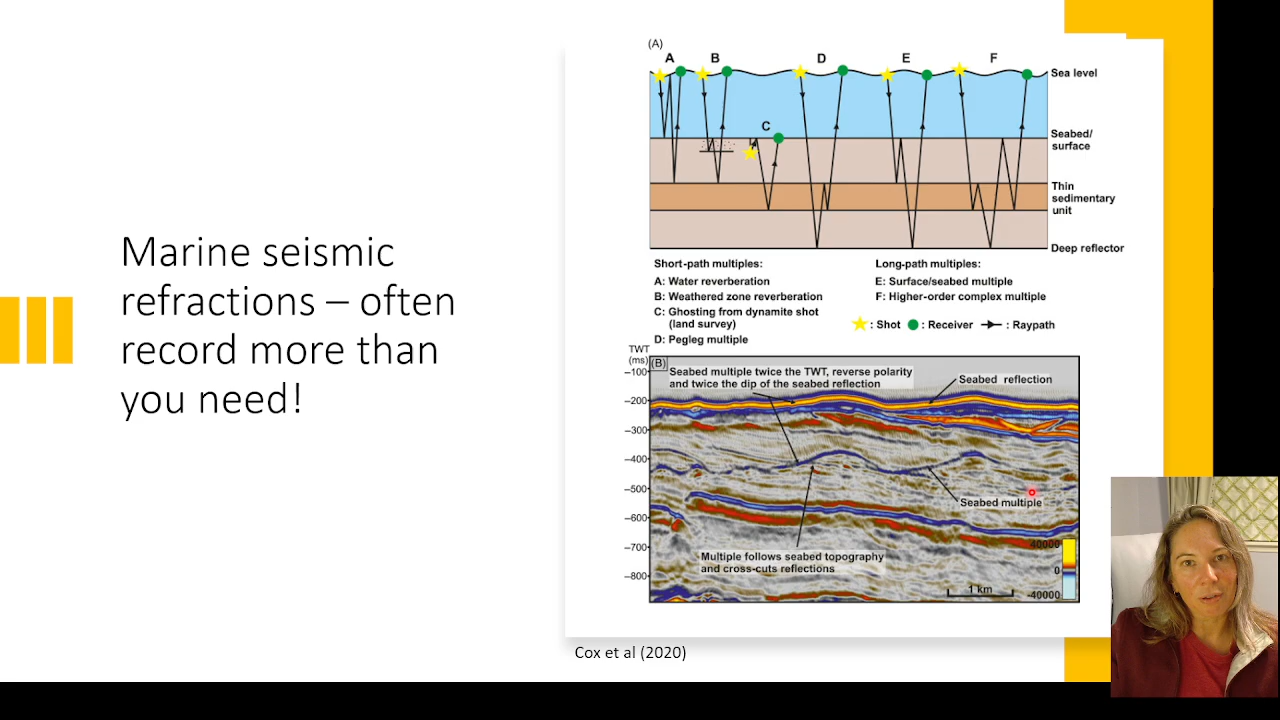 Marine seismic
refractions – often
record more than
you need!
(A)
A B D E F
C
Sea level
Seabed/
surface
Thin
sedimentary
unit
Deep reflector
Short-path multiples:
A: Water reverberation
B: Weathered zone reverberation
C: Ghosting from dynamite shot
(land survey)
D: Pegleg multiple
Long-path multiples:
E: Surface/seabed multiple
F: Higher-order complex multiple
: Shot : Receiver : Raypath
TWT
(ms)
(B)
–100
–200
–300
–400
–500
–600
–700
–800
Seabed multiple twice the TWT, reverse polarity
and twice the dip of the seabed reflection
Seabed reflection
Seabed multiple
Multiple follows seabed topography
and cross-cuts reflections
1 km
40000
0
-40000
Cox et al (2020)